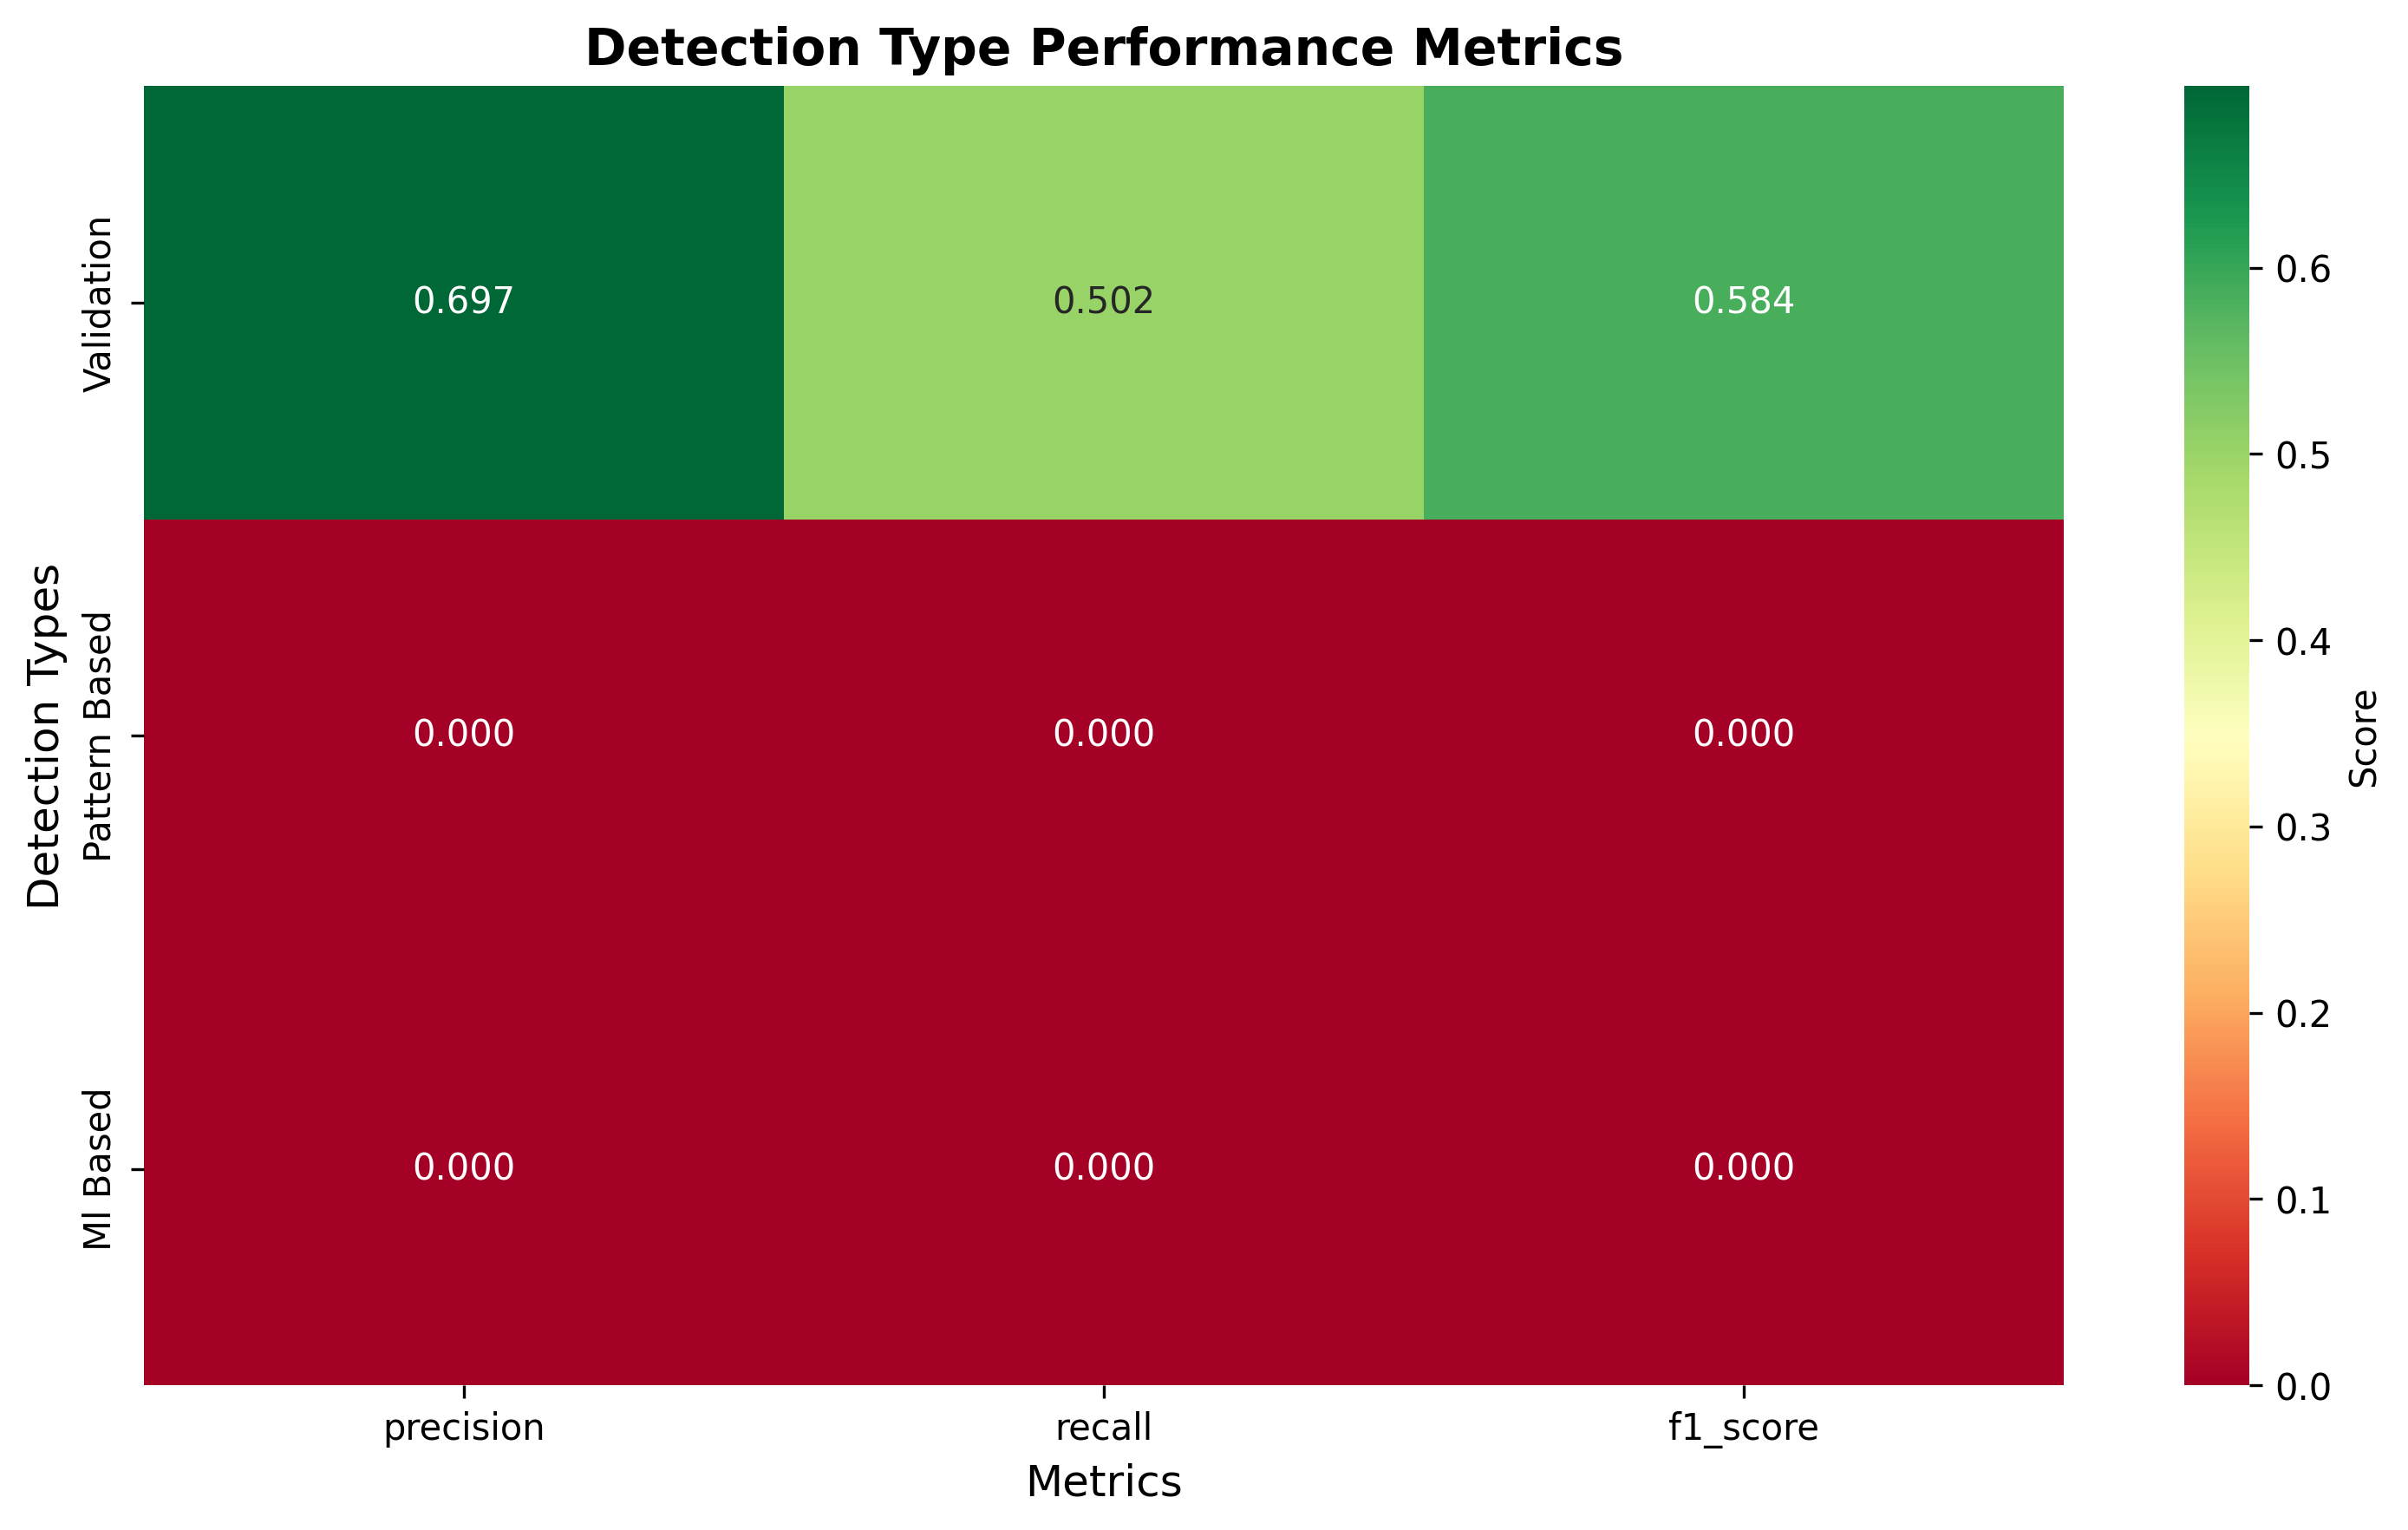 Detection Type Performance Metrics
Detection Types
Validation
0.697 0.502 0.584
Pattern Based
0.000 0.000 0.000
Ml Based
0.000 0.000 0.000
precision recall f1_score
Metrics
0.6
0.5
0.4
0.3
0.2
0.1
0.0
Score